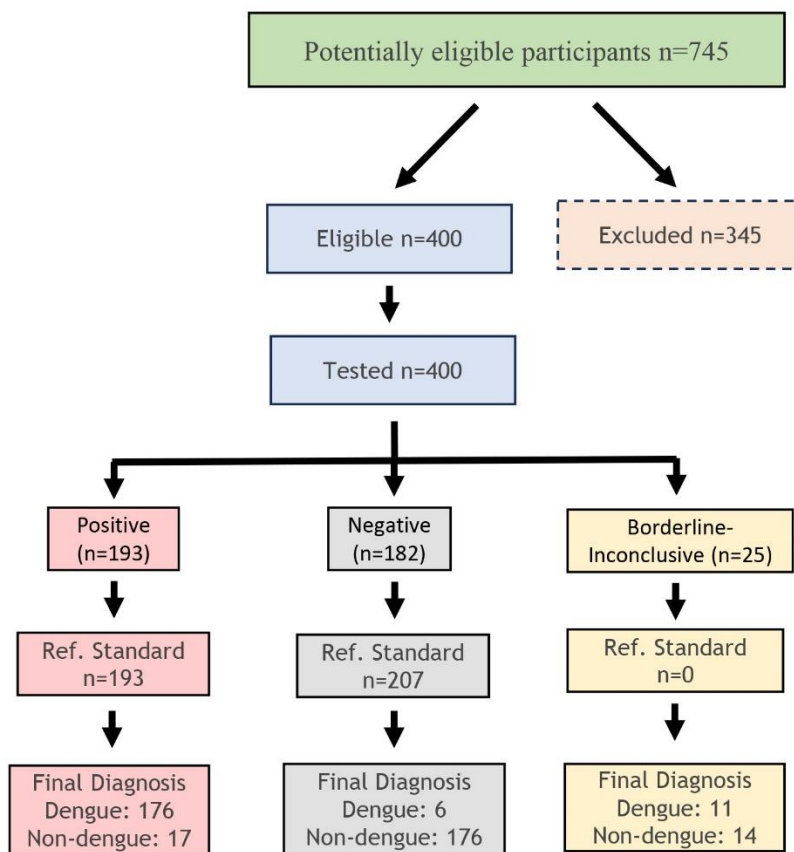 Potentially eligible participants n=745
Eligible n=400
Excluded n=345
Tested n=400
Positive
(n=193)
Negative
(n=182)
Borderline-
Inconclusive (n=25)
Ref. Standard
n=193
Ref. Standard
n=207
Ref. Standard
n=0
Final Diagnosis
Dengue: 176
Non-dengue: 17
Final Diagnosis
Dengue: 6
Non-dengue: 176
Final Diagnosis
Dengue: 11
Non-dengue: 14